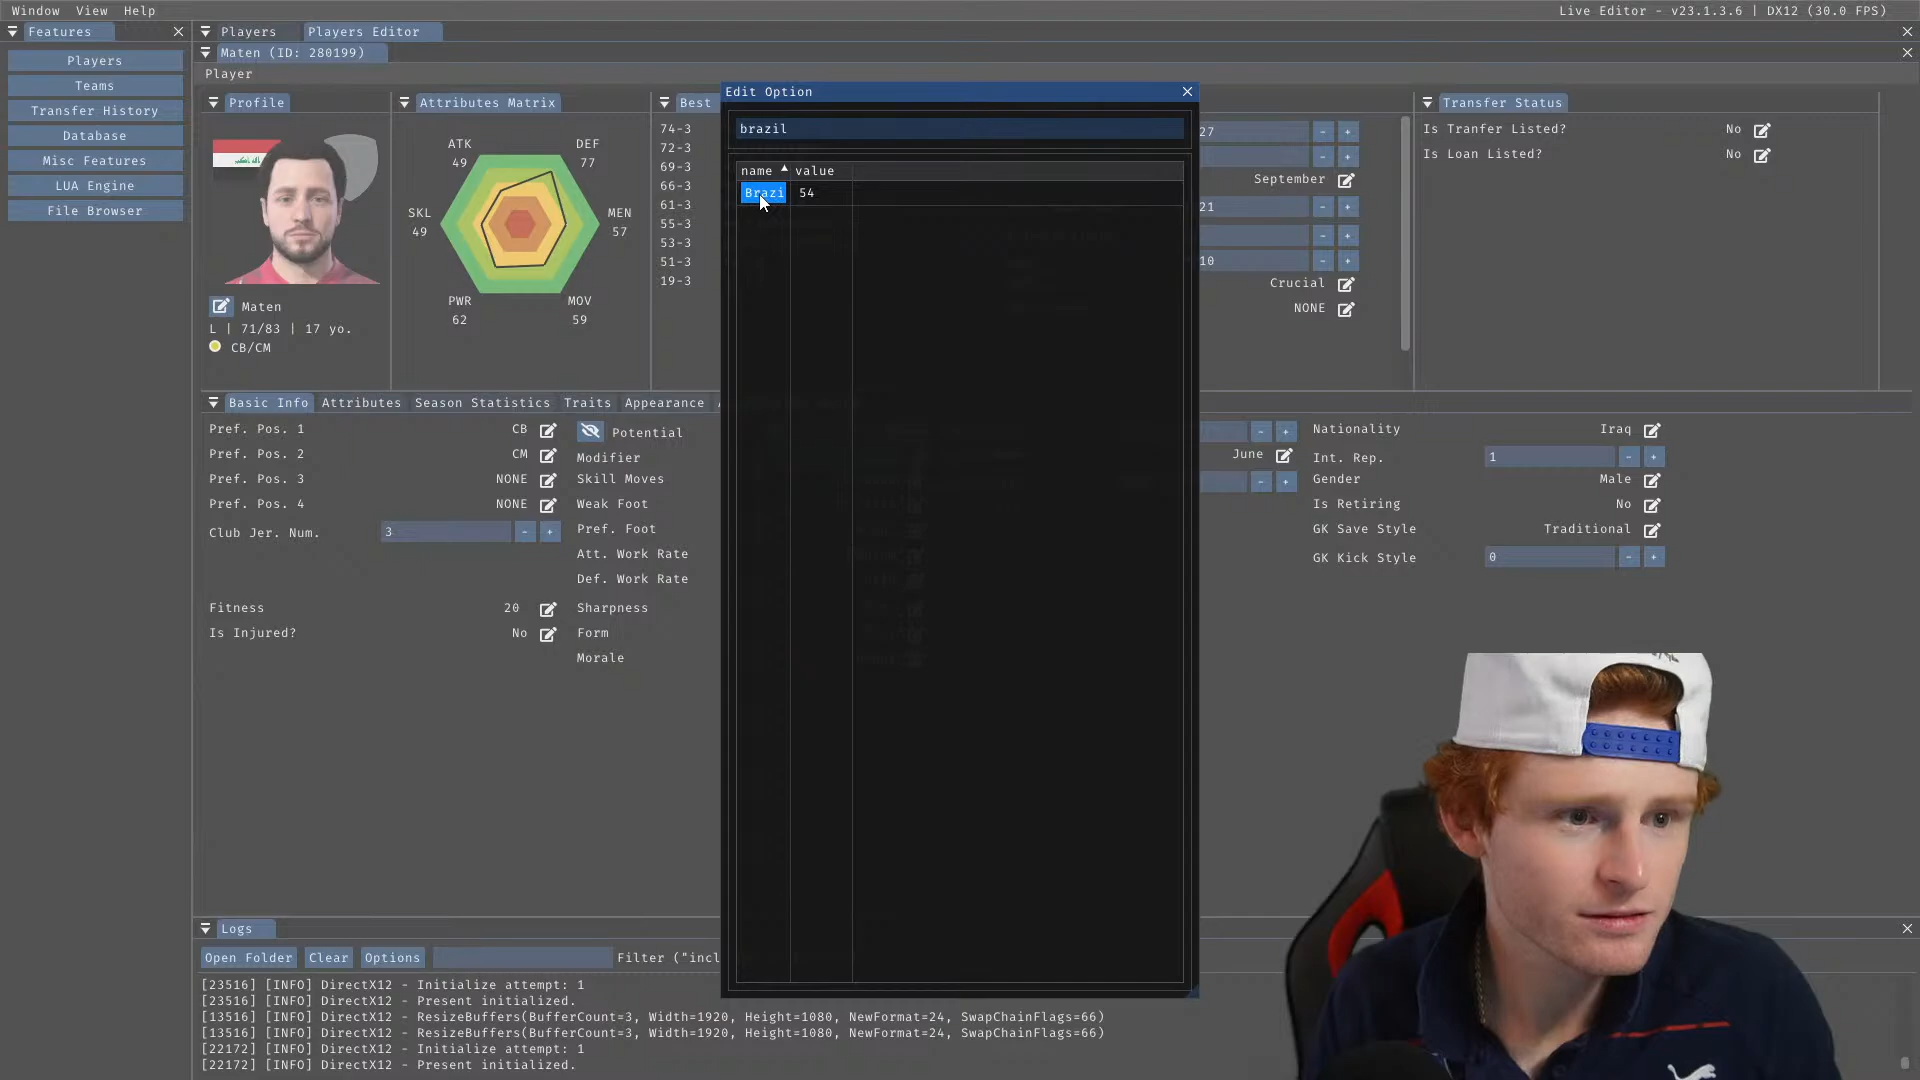 Window View Help
Live Editor - v23.1.3.6 | DX12 (30.0 FPS)
Features
Players
Teams
Transfer History
Database
Misc Features
LUA Engine
File Browser
Players Players Editor
Maten (ID: 280199)
Player
Profile
Maten
L | 71/83 | 17 yo.
CB/CM
Attributes Matrix
ATK
49
DEF
77
SKL
49
MEN
57
PWR
62
MOV
59
Best
74-3
72-3
69-3
66-3
61-3
55-3
53-3
51-3
19-3
Edit Option
brazil
name value
Brazi 54
27
- +
- +
September
21 - +
- +
10 - +
Crucial
NONE
Transfer Status
Is Tranfer Listed? No
Is Loan Listed? No
Basic Info Attributes Season Statistics Traits Appearance
Pref. Pos. 1 CB
Pref. Pos. 2 CM
Pref. Pos. 3 NONE
Pref. Pos. 4 NONE
Club Jer. Num. 3 - +
Fitness 20
Is Injured? No
Potential
Modifier
Skill Moves
Weak Foot
Pref. Foot
Att. Work Rate
Def. Work Rate
Sharpness
Form
Morale
- +
June
- +
Nationality Iraq
Int. Rep. 1 - +
Gender Male
Is Retiring No
GK Save Style Traditional
GK Kick Style 0 - +
Logs
Open Folder Clear Options Filter ("incl
[23516] [INFO] DirectX12 - Initialize attempt: 1
[23516] [INFO] DirectX12 - Present initialized.
[13516] [INFO] DirectX12 - ResizeBuffers(BufferCount=3, Width=1920, Height=1080, NewFormat=24, SwapChainFlags=66)
[13516] [INFO] DirectX12 - ResizeBuffers(BufferCount=3, Width=1920, Height=1080, NewFormat=24, SwapChainFlags=66)
[22172] [INFO] DirectX12 - Initialize attempt: 1
[22172] [INFO] DirectX12 - Present initialized.